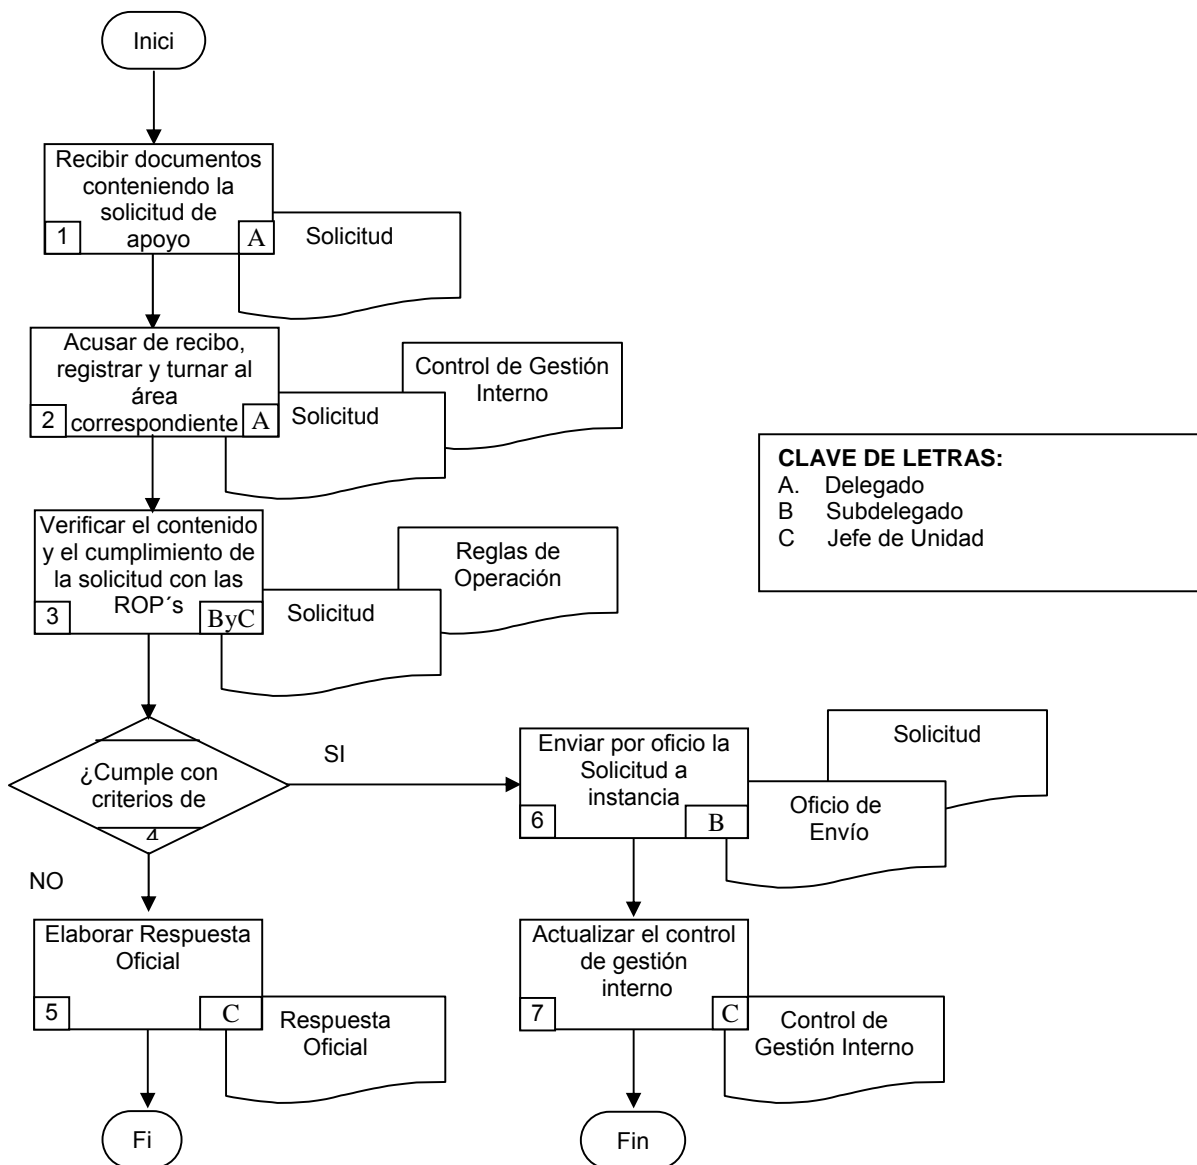 Inici
Recibir documentos
conteniendo la
solicitud de
apoyo
1
A
Solicitud
Acusar de recibo,
registrar y turnar al
área
correspondiente
2
A
Solicitud
Control de Gestión
Interno
CLAVE DE LETRAS:
A. Delegado
B Subdelegado
C Jefe de Unidad
Verificar el contenido
y el cumplimiento de
la solicitud con las
ROP´s
3
ByC
Solicitud
Reglas de
Operación
¿Cumple con
criterios de
4
SI
NO
Enviar por oficio la
Solicitud a
instancia
6
B
Oficio de
Envío
Solicitud
Elaborar Respuesta
Oficial
5
C
Respuesta
Oficial
Actualizar el control
de gestión
interno
7
C
Control de
Gestión Interno
Fi
Fin